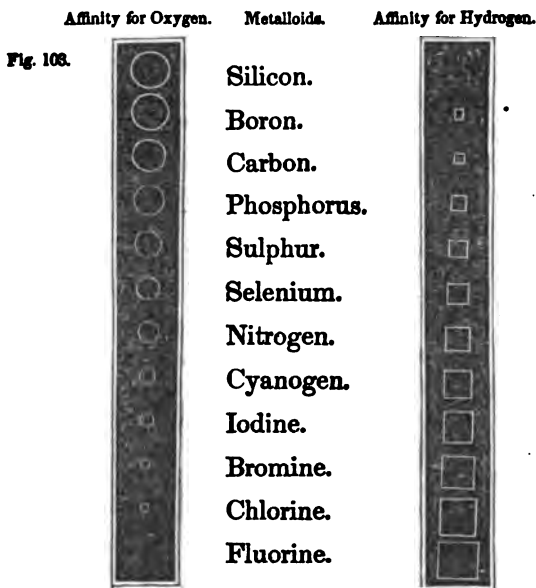 Affinity for Oxygen. Metalloids. Affinity for Hydrogen.
Fig. 108.
Silicon.
Boron.
Carbon.
Phosphorus.
Sulphur.
Selenium.
Nitrogen.
Cyanogen.
Iodine.
Bromine.
Chlorine.
Fluorine.